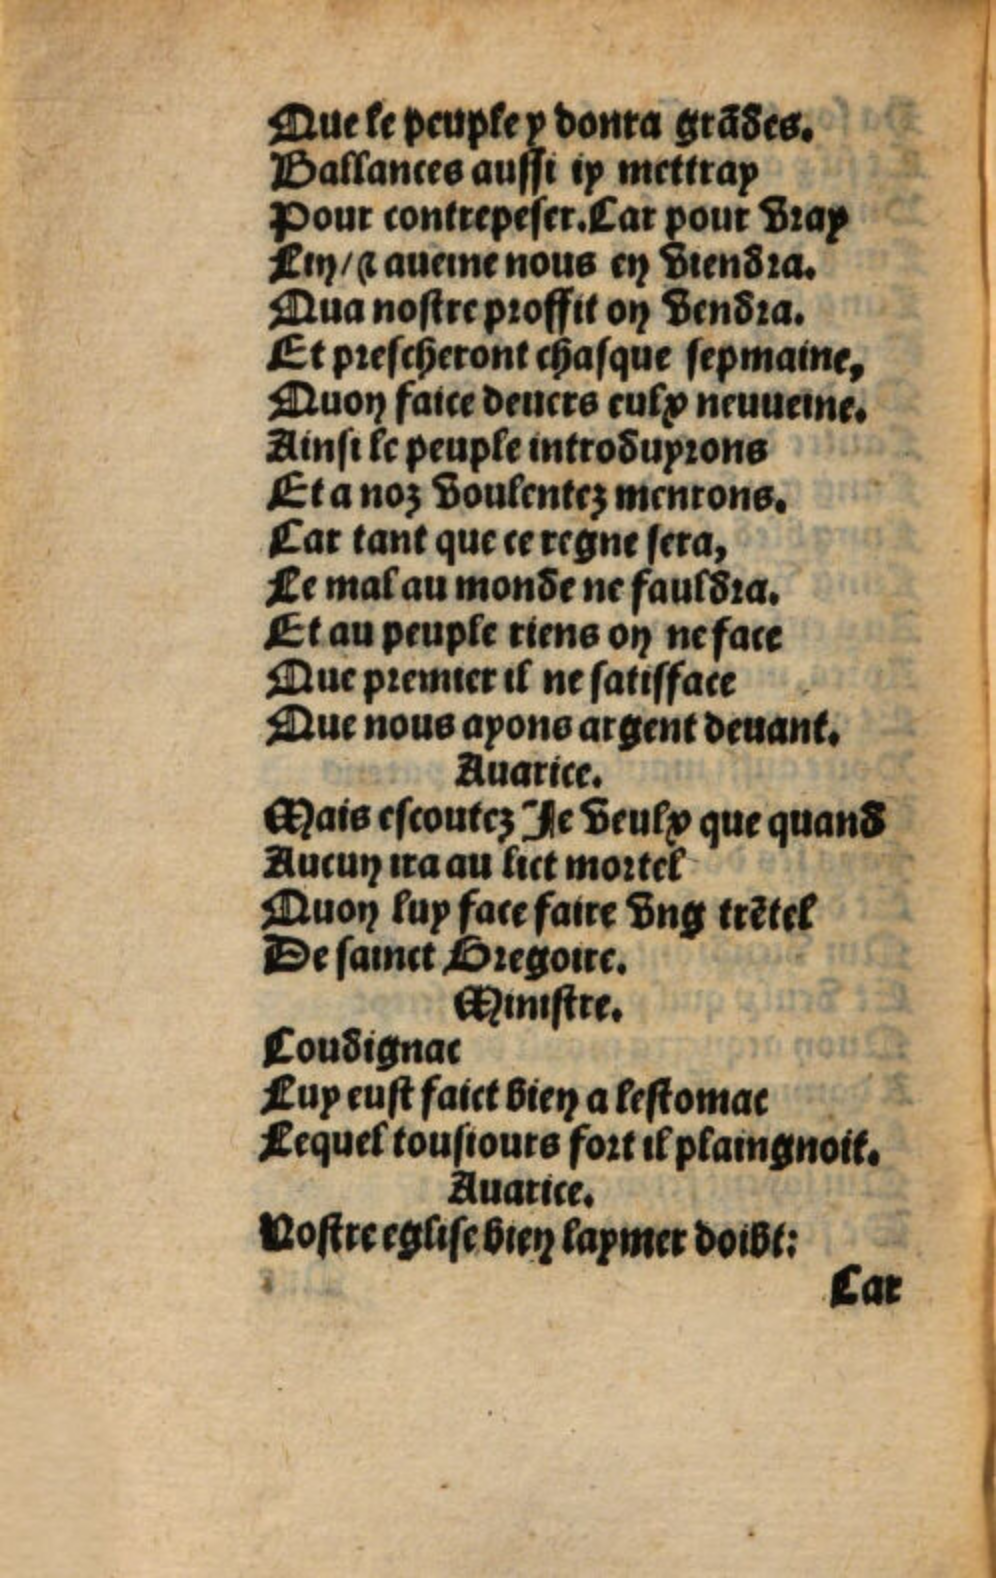 Que le peuple y donra grãdes.
Ballances aussi iy mettray
Pour contrepeser. Car pour vray
Lin / & aueine nous en viendra.
Qua nostre proffit on vendra.
Et prescheront chasque sepmaine,
Quon faice deuers eulx neuueine.
Ainsi le peuple introduyrons
Et a noz voulentez menrons.
Car tant que ce regne sera,
Le mal au monde ne fauldra.
Et au peuple riens on ne face
Que premier il ne satifface
Que nous ayons argent deuant.
Auarice.
Mais escoutez Je veulx que quand
Aucun ira au lict mortel
Quon luy face faire vng trẽtel
De sainct Gregoire.
Ministre.
Coudignac
Luy eust faict bien a lestomac
Lequel tousiours fort il plaingnoit.
Auarice.
Nostre eglise bien laymer doibt:
Car